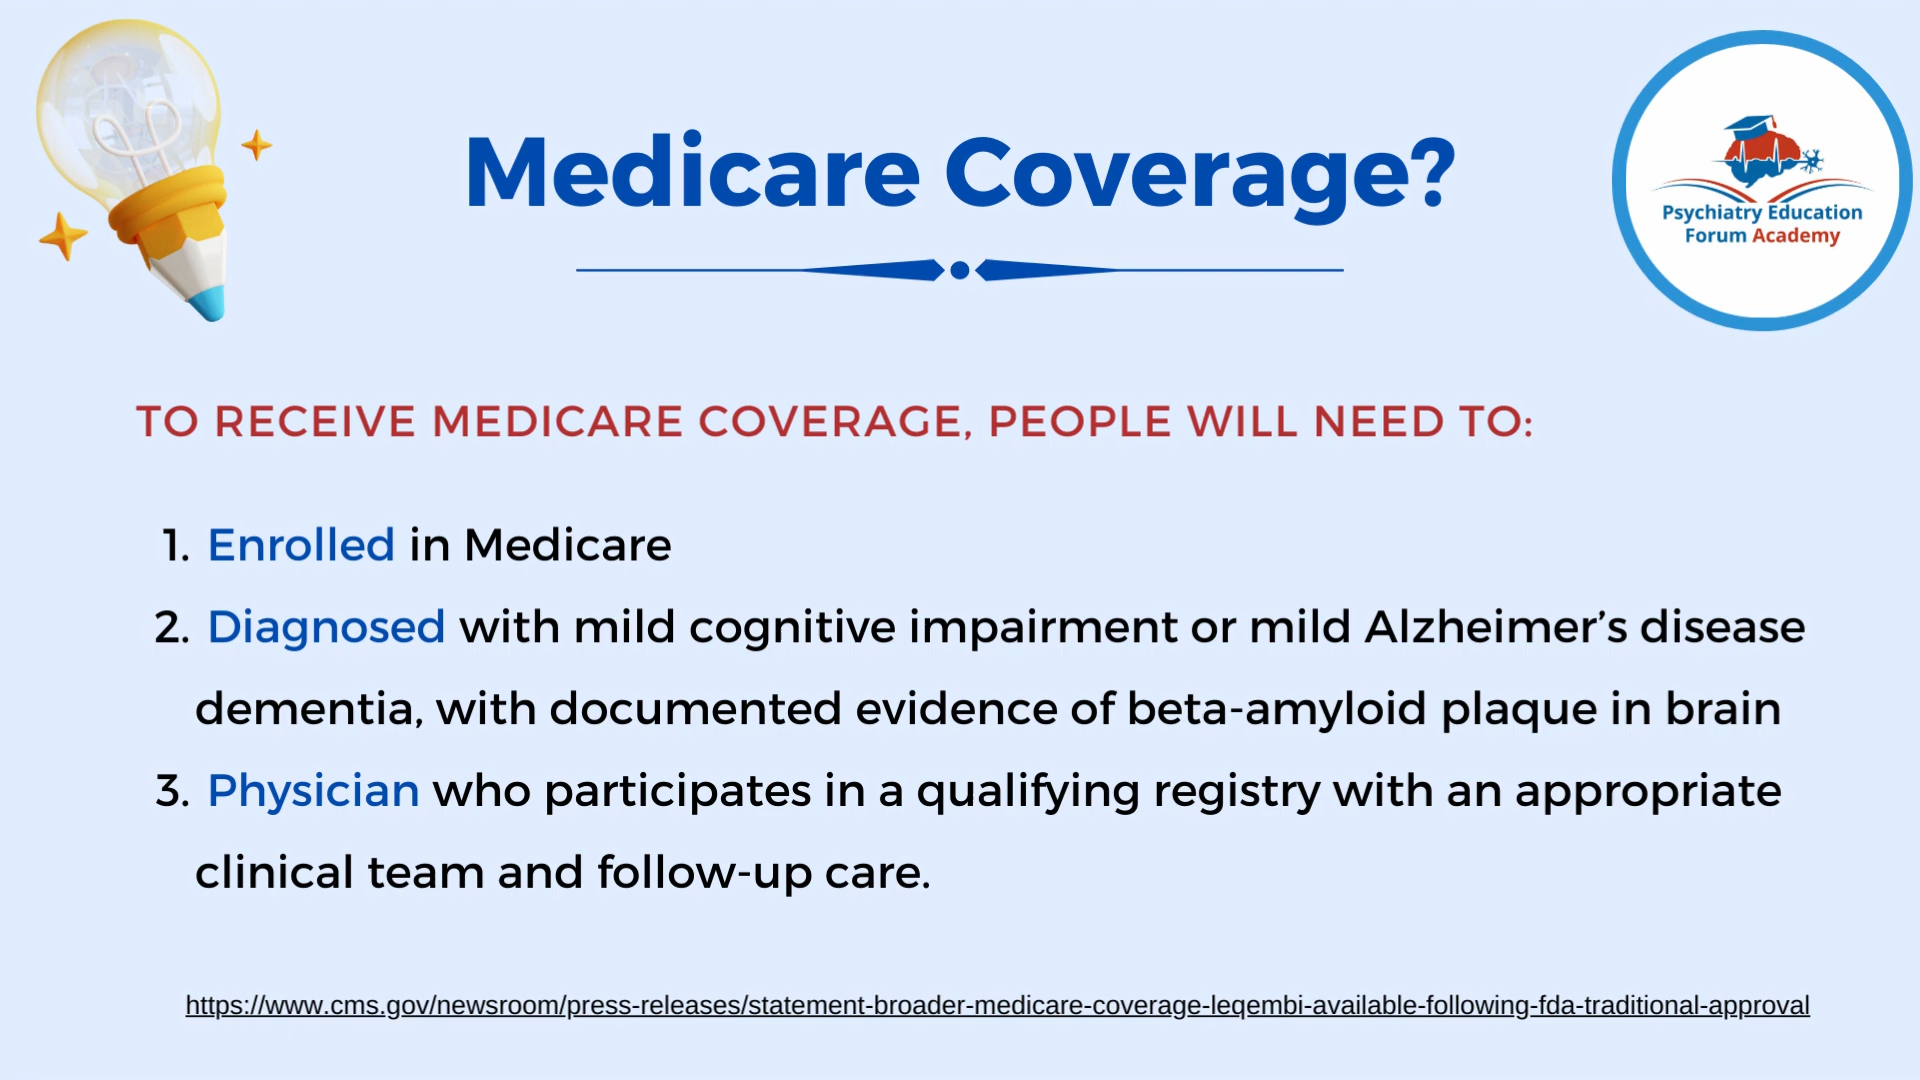 Medicare Coverage?
Psychiatry Education
Forum Academy
TO RECEIVE MEDICARE COVERAGE, PEOPLE WILL NEED TO:
1. Enrolled in Medicare
2. Diagnosed with mild cognitive impairment or mild Alzheimer’s disease
dementia, with documented evidence of beta-amyloid plaque in brain
3. Physician who participates in a qualifying registry with an appropriate
clinical team and follow-up care.
https://www.cms.gov/newsroom/press-releases/statement-broader-medicare-coverage-leqembi-available-following-fda-traditional-approval